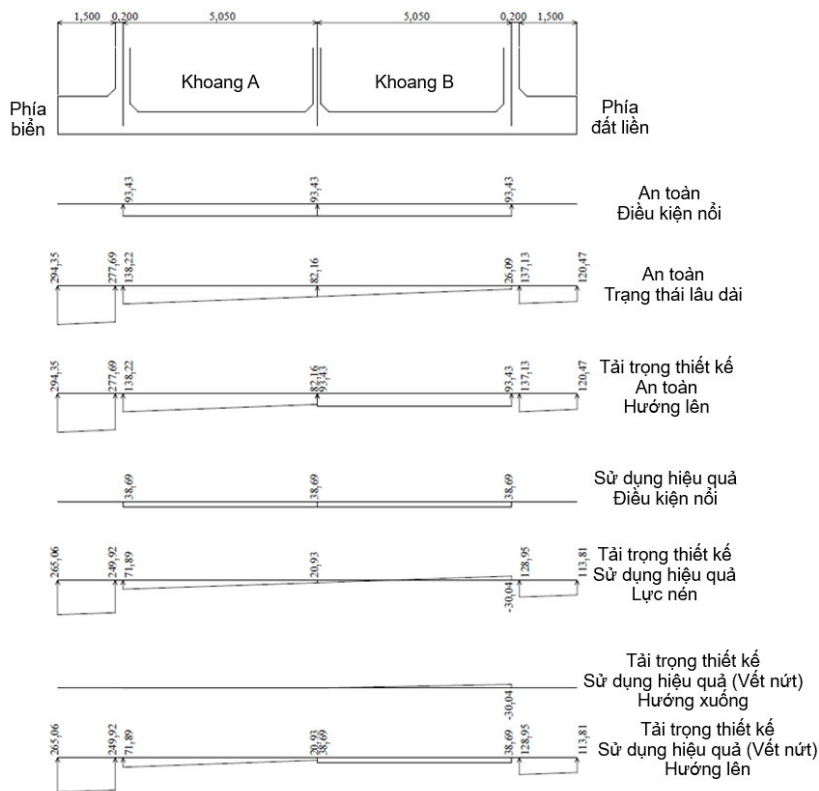 1,500 0,200 5,050 5,050 0,200 1,500
Khoang A Khoang B
Phía
biển
Phía
đất liền
93,43 93,43 93,43
An toàn
Điều kiện nổi
294,35 277,69 138,22 82,16 26,09 137,13 120,47
An toàn
Trạng thái lâu dài
294,35 277,69 138,22 82,16 93,43 93,43 137,13 120,47
Tải trọng thiết kế
An toàn
Hướng lên
38,69 38,69 38,69
Sử dụng hiệu quả
Điều kiện nổi
265,06 249,92 71,89 20,93 -30,04 128,95 113,81
Tải trọng thiết kế
Sử dụng hiệu quả
Lực nén
-30,04
Tải trọng thiết kế
Sử dụng hiệu quả (Vết nứt)
Hướng xuống
265,06 249,92 71,89 20,93 38,69 38,69 128,95 113,81
Tải trọng thiết kế
Sử dụng hiệu quả (Vết nứt)
Hướng lên